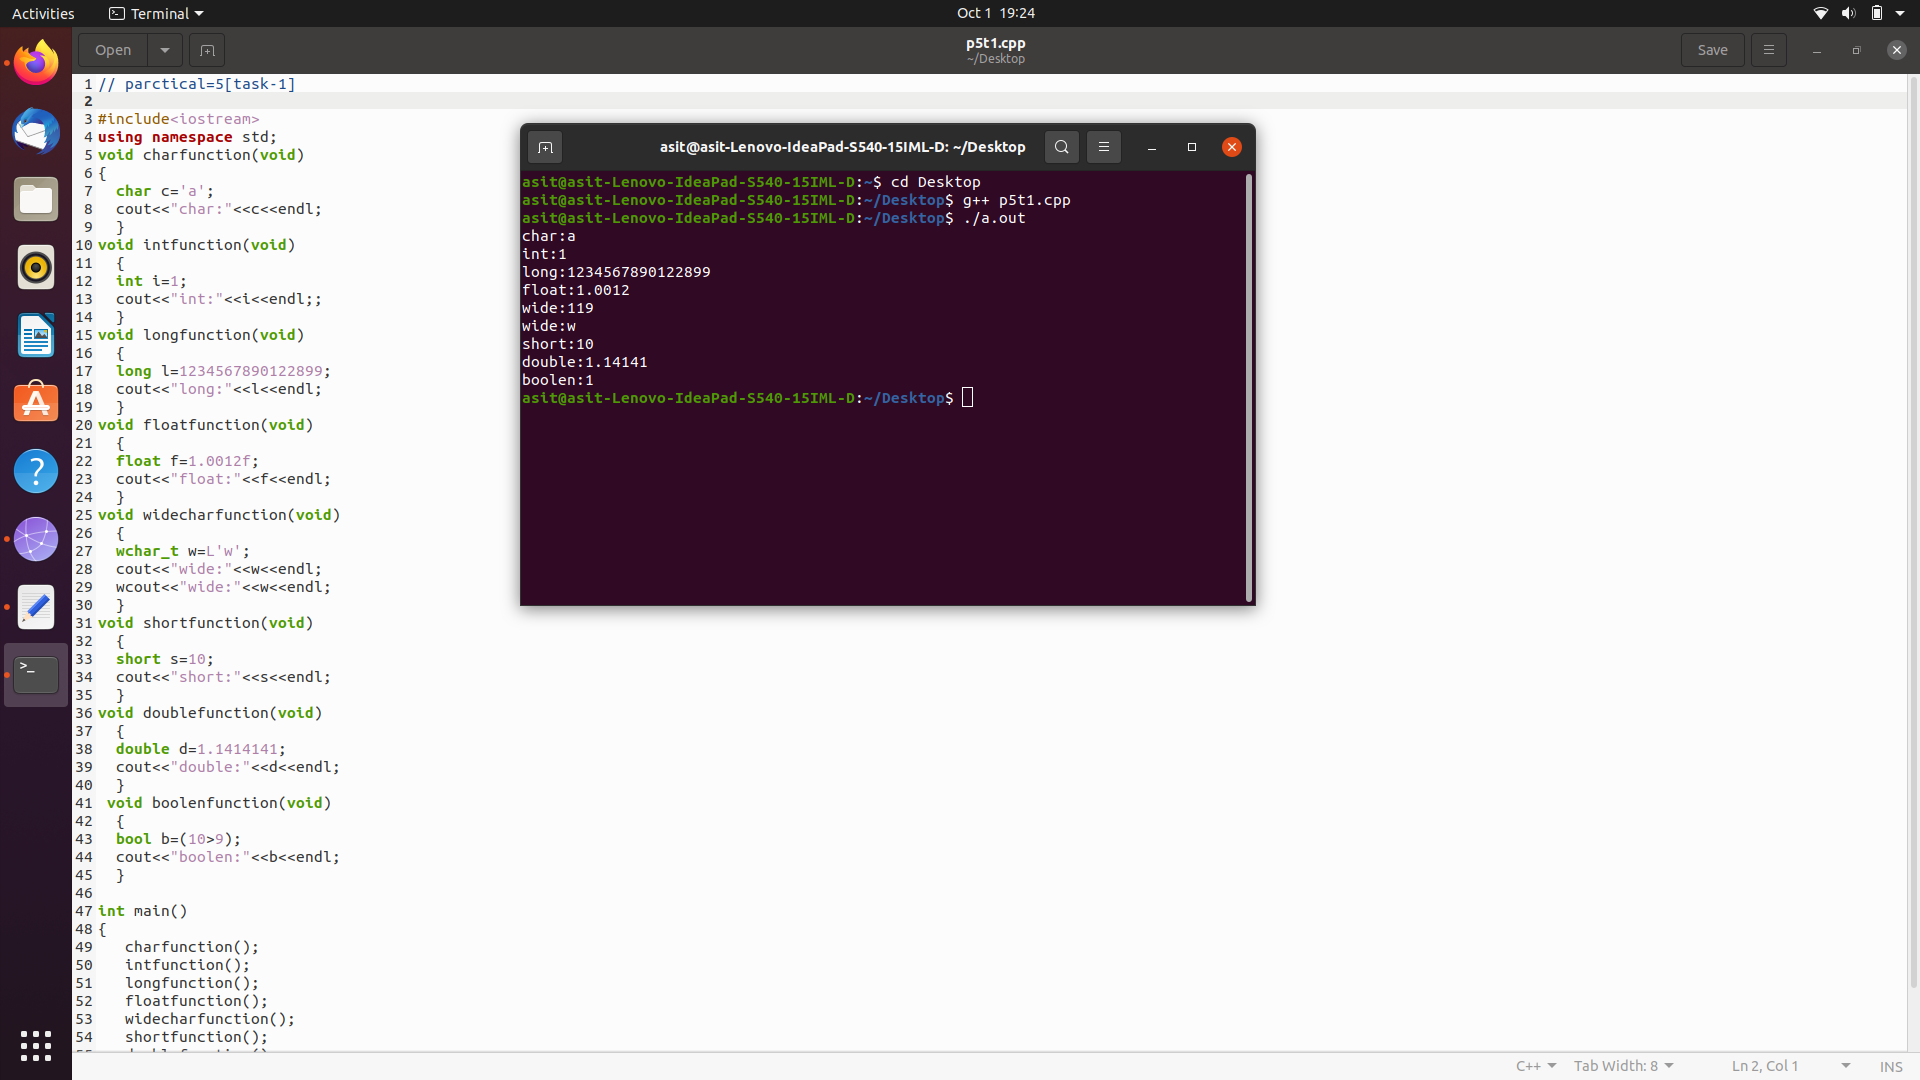 Activities
Terminal
Oct 1 19:24
Open
p5t1.cpp
~/Desktop
Save
1 // parctical=5[task-1]
2
3 #include<iostream>
4 using namespace std;
5 void charfunction(void)
6 {
7   char c='a';
8   cout<<"char:"<<c<<endl;
9   }
10 void intfunction(void)
11   {
12   int i=1;
13   cout<<"int:"<<i<<endl;;
14   }
15 void longfunction(void)
16   {
17   long l=1234567890122899;
18   cout<<"long:"<<l<<endl;
19   }
20 void floatfunction(void)
21   {
22   float f=1.0012f;
23   cout<<"float:"<<f<<endl;
24   }
25 void widecharfunction(void)
26   {
27   wchar_t w=L'w';
28   cout<<"wide:"<<w<<endl;
29   wcout<<"wide:"<<w<<endl;
30   }
31 void shortfunction(void)
32   {
33   short s=10;
34   cout<<"short:"<<s<<endl;
35   }
36 void doublefunction(void)
37   {
38   double d=1.1414141;
39   cout<<"double:"<<d<<endl;
40   }
41  void boolenfunction(void)
42   {
43   bool b=(10>9);
44   cout<<"boolen:"<<b<<endl;
45   }
46
47 int main()
48 {
49    charfunction();
50    intfunction();
51    longfunction();
52    floatfunction();
53    widecharfunction();
54    shortfunction();
asit@asit-Lenovo-IdeaPad-S540-15IML-D: ~/Desktop
asit@asit-Lenovo-IdeaPad-S540-15IML-D:~$ cd Desktop
asit@asit-Lenovo-IdeaPad-S540-15IML-D:~/Desktop$ g++ p5t1.cpp
asit@asit-Lenovo-IdeaPad-S540-15IML-D:~/Desktop$ ./a.out
char:a
int:1
long:1234567890122899
float:1.0012
wide:119
wide:w
short:10
double:1.14141
boolen:1
asit@asit-Lenovo-IdeaPad-S540-15IML-D:~/Desktop$
C++
Tab Width: 8
Ln 2, Col 1
INS